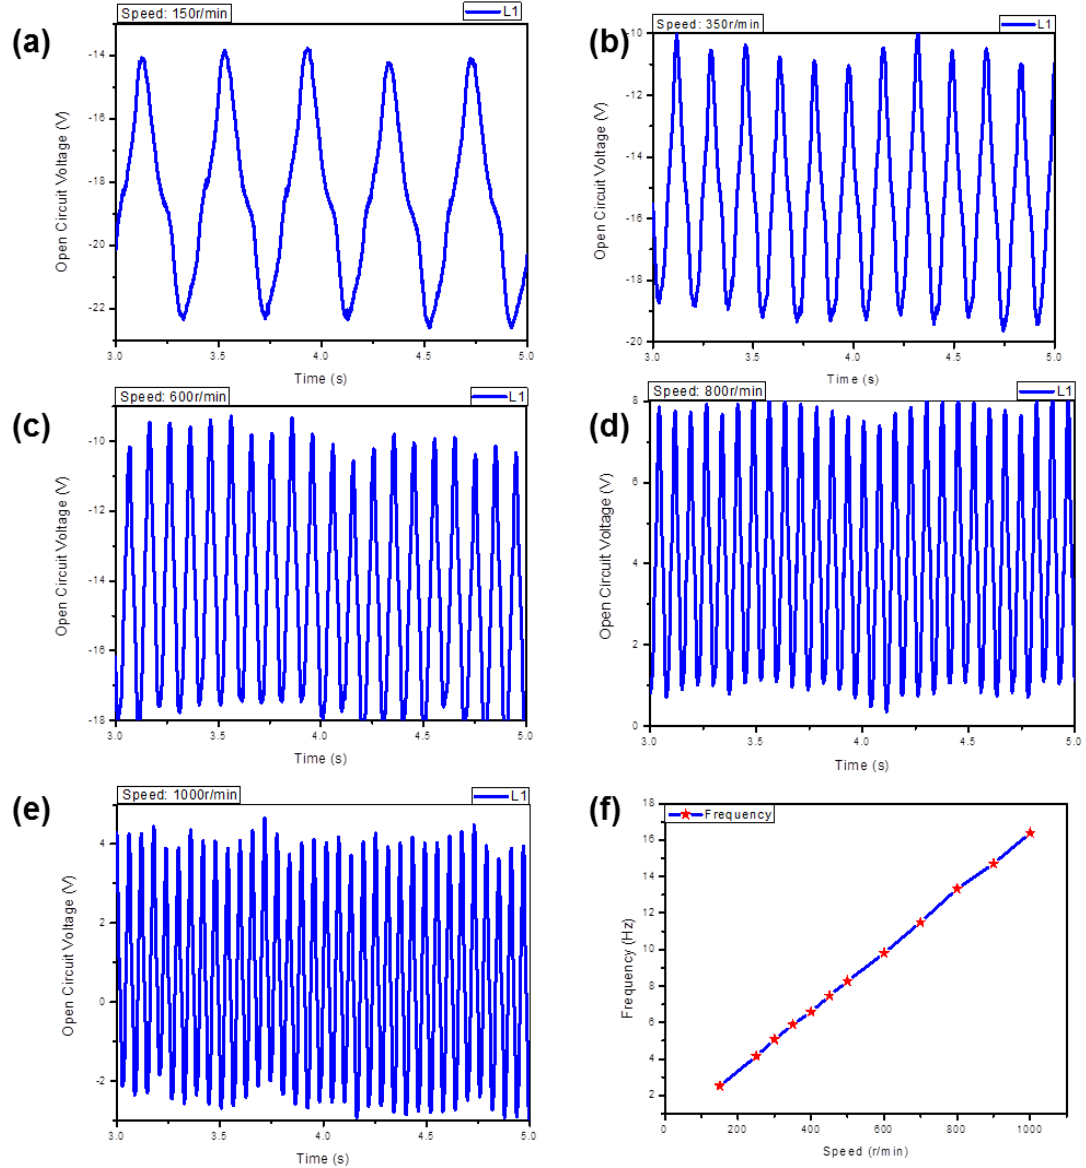 (a)
Speed: 150r/min
L1
Open Circuit Voltage (V)
-14
-16
-18
-20
-22
3.0
3.5
4.0
4.5
5.0
Time (s)
(b)
Speed: 350r/min
L1
Open Circuit Voltage (V)
-10
-12
-14
-16
-18
-20
3.0
3.5
4.0
4.5
5.0
Time (s)
(c)
Speed: 600r/min
L1
Open Circuit Voltage (V)
-10
-12
-14
-16
-18
3.0
3.5
4.0
4.5
5.0
Time (s)
(d)
Speed: 800r/min
L1
Open Circuit Voltage (V)
8
6
4
2
0
3.0
3.5
4.0
4.5
5.0
Time (s)
(e)
Speed: 1000r/min
L1
Open Circuit Voltage (V)
4
2
0
-2
3.0
3.5
4.0
4.5
5.0
Time (s)
(f)
Frequency
Frequency (Hz)
18
16
14
12
10
8
6
4
2
200
400
600
800
1000
Speed (r/min)